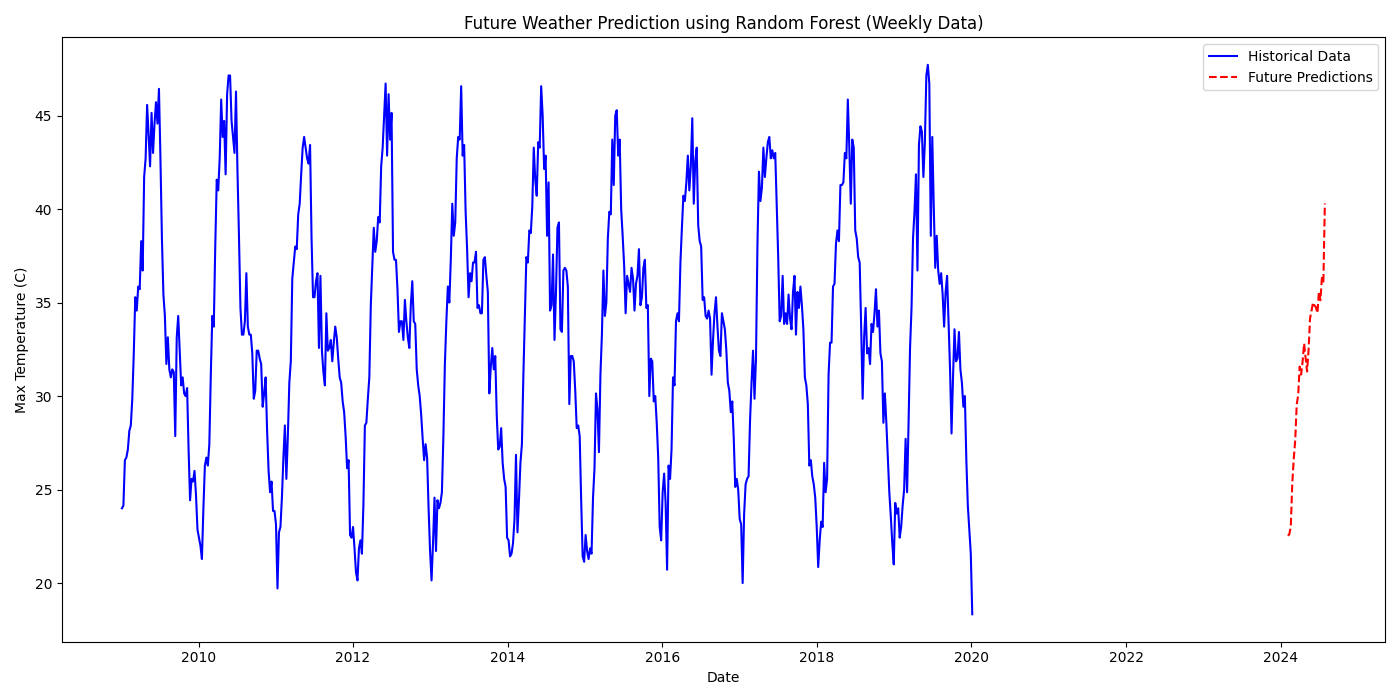 Future Weather Prediction using Random Forest (Weekly Data)
Historical Data
Future Predictions
Max Temperature (C)
45
40
35
30
25
20
2010 2012 2014 2016 2018 2020 2022 2024
Date